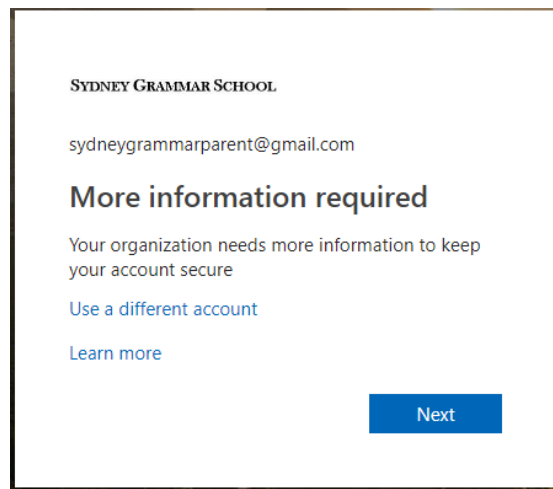 SYDNEY GRAMMAR SCHOOL
sydneygrammarparent@gmail.com
More information required
Your organization needs more information to keep
your account secure
Use a different account
Learn more
Next